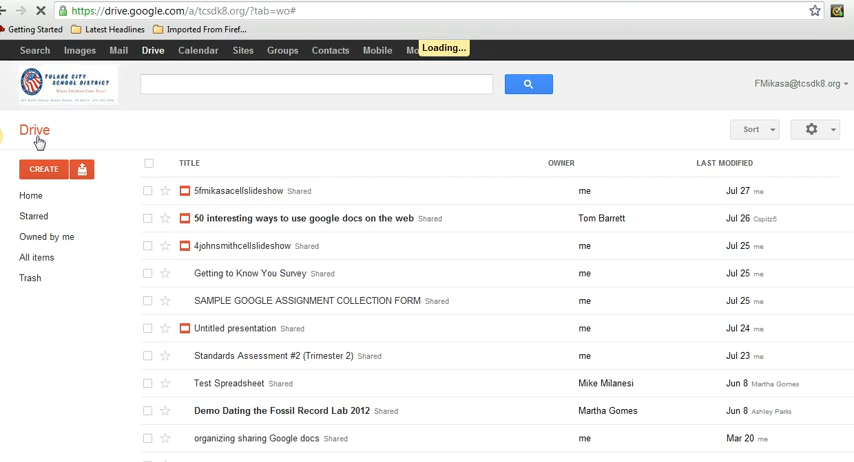 https://drive.google.com/a/tcsdk8.org/?tab=wo#
Getting Started Latest Headlines Imported From Firef...
Search Images Mail Drive Calendar Sites Groups Contacts Mobile Mo
Loading...
TULARE CITY
SCHOOL DISTRICT
FMikasa@tcsdk8.org
Drive
Sort
CREATE
TITLE OWNER LAST MODIFIED
Home
Starred
Owned by me
All items
Trash
5fmikasacellslideshow Shared me Jul 27 me
50 interesting ways to use google docs on the web Shared Tom Barrett Jul 26 Cspitz5
4johnsmithcellslideshow Shared me Jul 25 me
Getting to Know You Survey Shared me Jul 25 me
SAMPLE GOOGLE ASSIGNMENT COLLECTION FORM Shared me Jul 25 me
Untitled presentation Shared me Jul 24 me
Standards Assessment #2 (Trimester 2) Shared me Jul 23 me
Test Spreadsheet Shared Mike Milanesi Jun 8 Martha Gomes
Demo Dating the Fossil Record Lab 2012 Shared Martha Gomes Jun 8 Ashley Parks
organizing sharing Google docs Shared me Mar 20 me